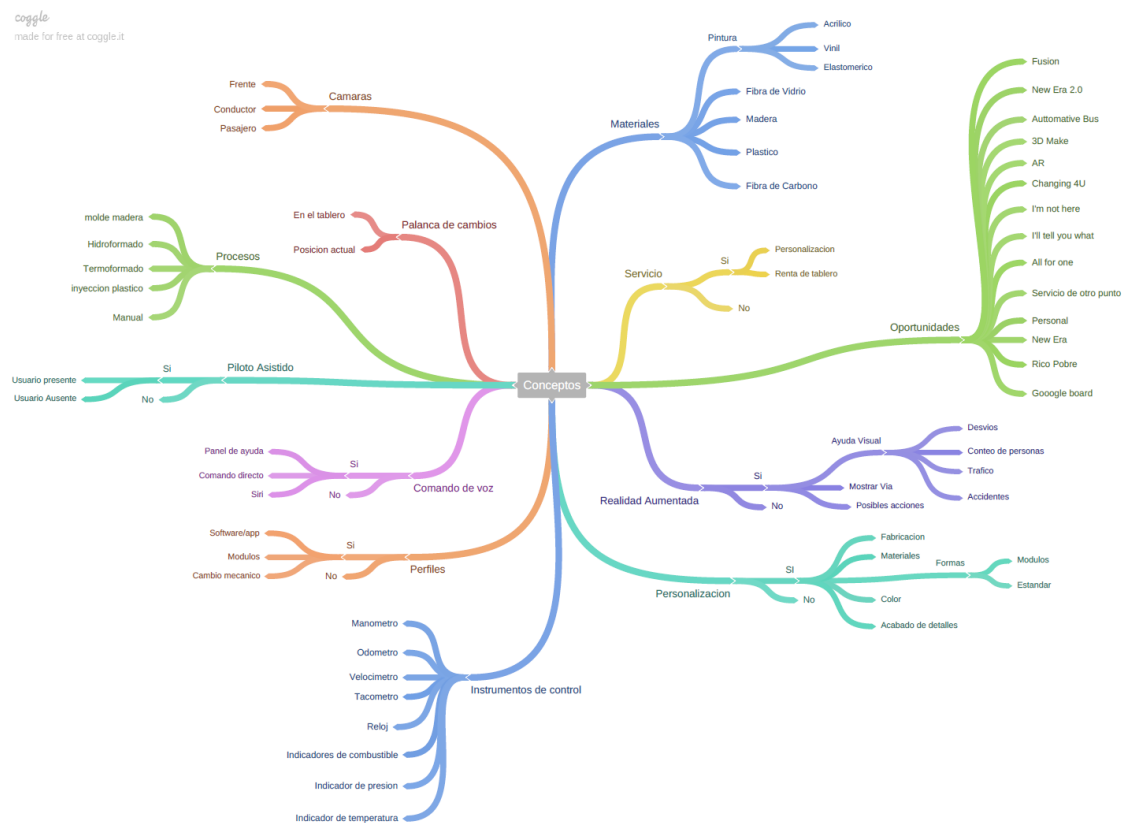 coggle
made for free at coggle.it
Conceptos
Camaras
Frente
Conductor
Pasajero
Palanca de cambios
En el tablero
Posicion actual
Procesos
molde madera
Hidroformado
Termoformado
inyeccion plastico
Manual
Piloto Asistido
Si
Usuario presente
Usuario Ausente
No
Comando de voz
Si
Panel de ayuda
Comando directo
Siri
No
Perfiles
Si
Software/app
Modulos
Cambio mecanico
No
Instrumentos de control
Manometro
Odometro
Velocimetro
Tacometro
Reloj
Indicadores de combustible
Indicador de presion
Indicador de temperatura
Materiales
Pintura
Acrilico
Vinil
Elastomerico
Fibra de Vidrio
Madera
Plastico
Fibra de Carbono
Servicio
Si
Personalizacion
Renta de tablero
No
Oportunidades
Fusion
New Era 2.0
Auttomative Bus
3D Make
AR
Changing 4U
I'm not here
I'll tell you what
All for one
Servicio de otro punto
Personal
New Era
Rico Pobre
Gooogle board
Realidad Aumentada
Si
Ayuda Visual
Desvios
Conteo de personas
Trafico
Accidentes
Mostrar Via
Posibles acciones
No
Personalizacion
SI
Fabricacion
Materiales
Formas
Modulos
Estandar
Color
Acabado de detalles
No